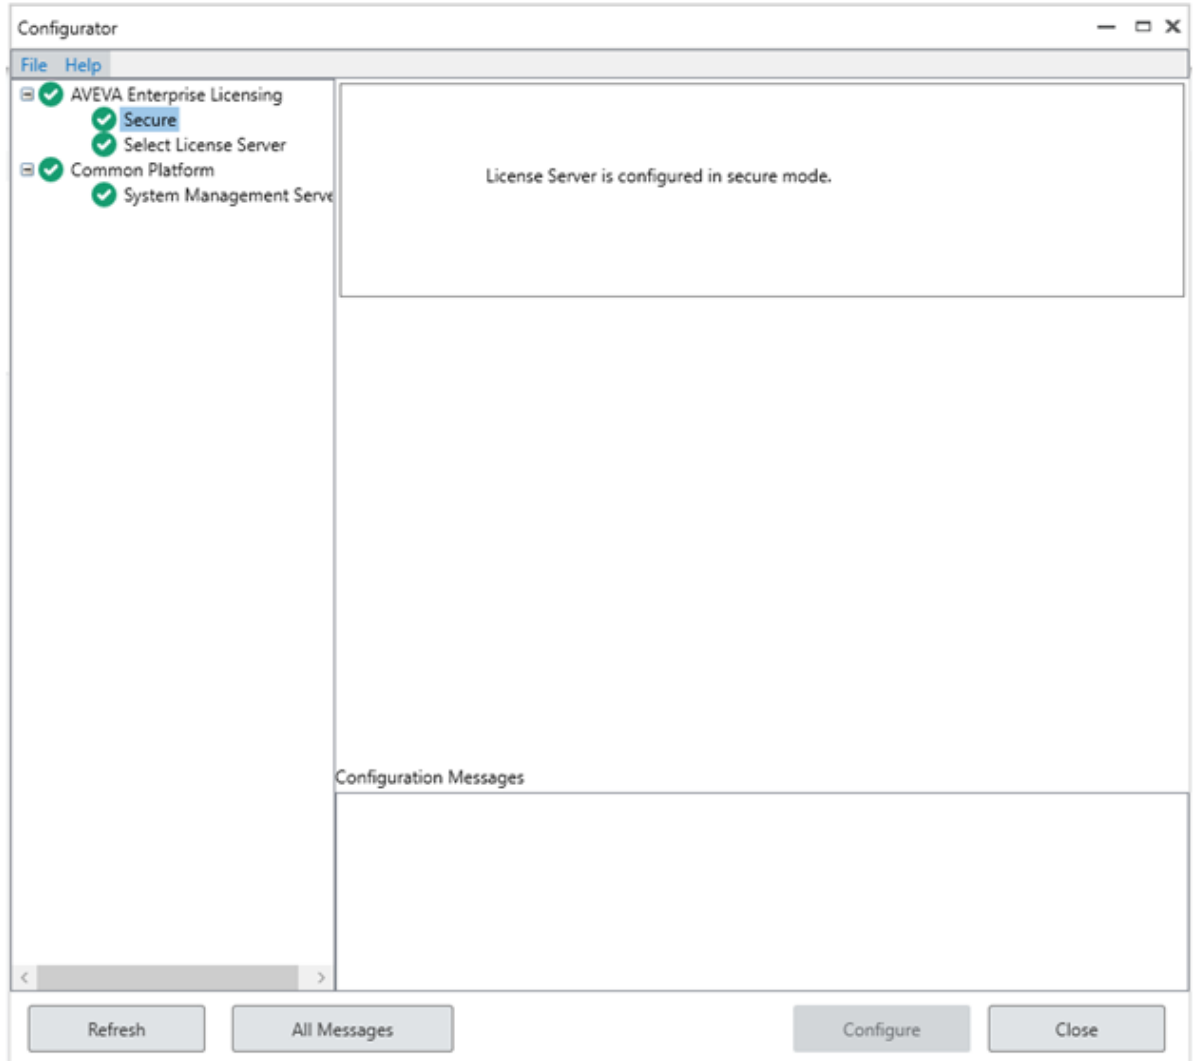 Configurator
File Help
AVEVA Enterprise Licensing
Secure
Select License Server
Common Platform
System Management Serve
License Server is configured in secure mode.
Configuration Messages
Refresh All Messages Configure Close